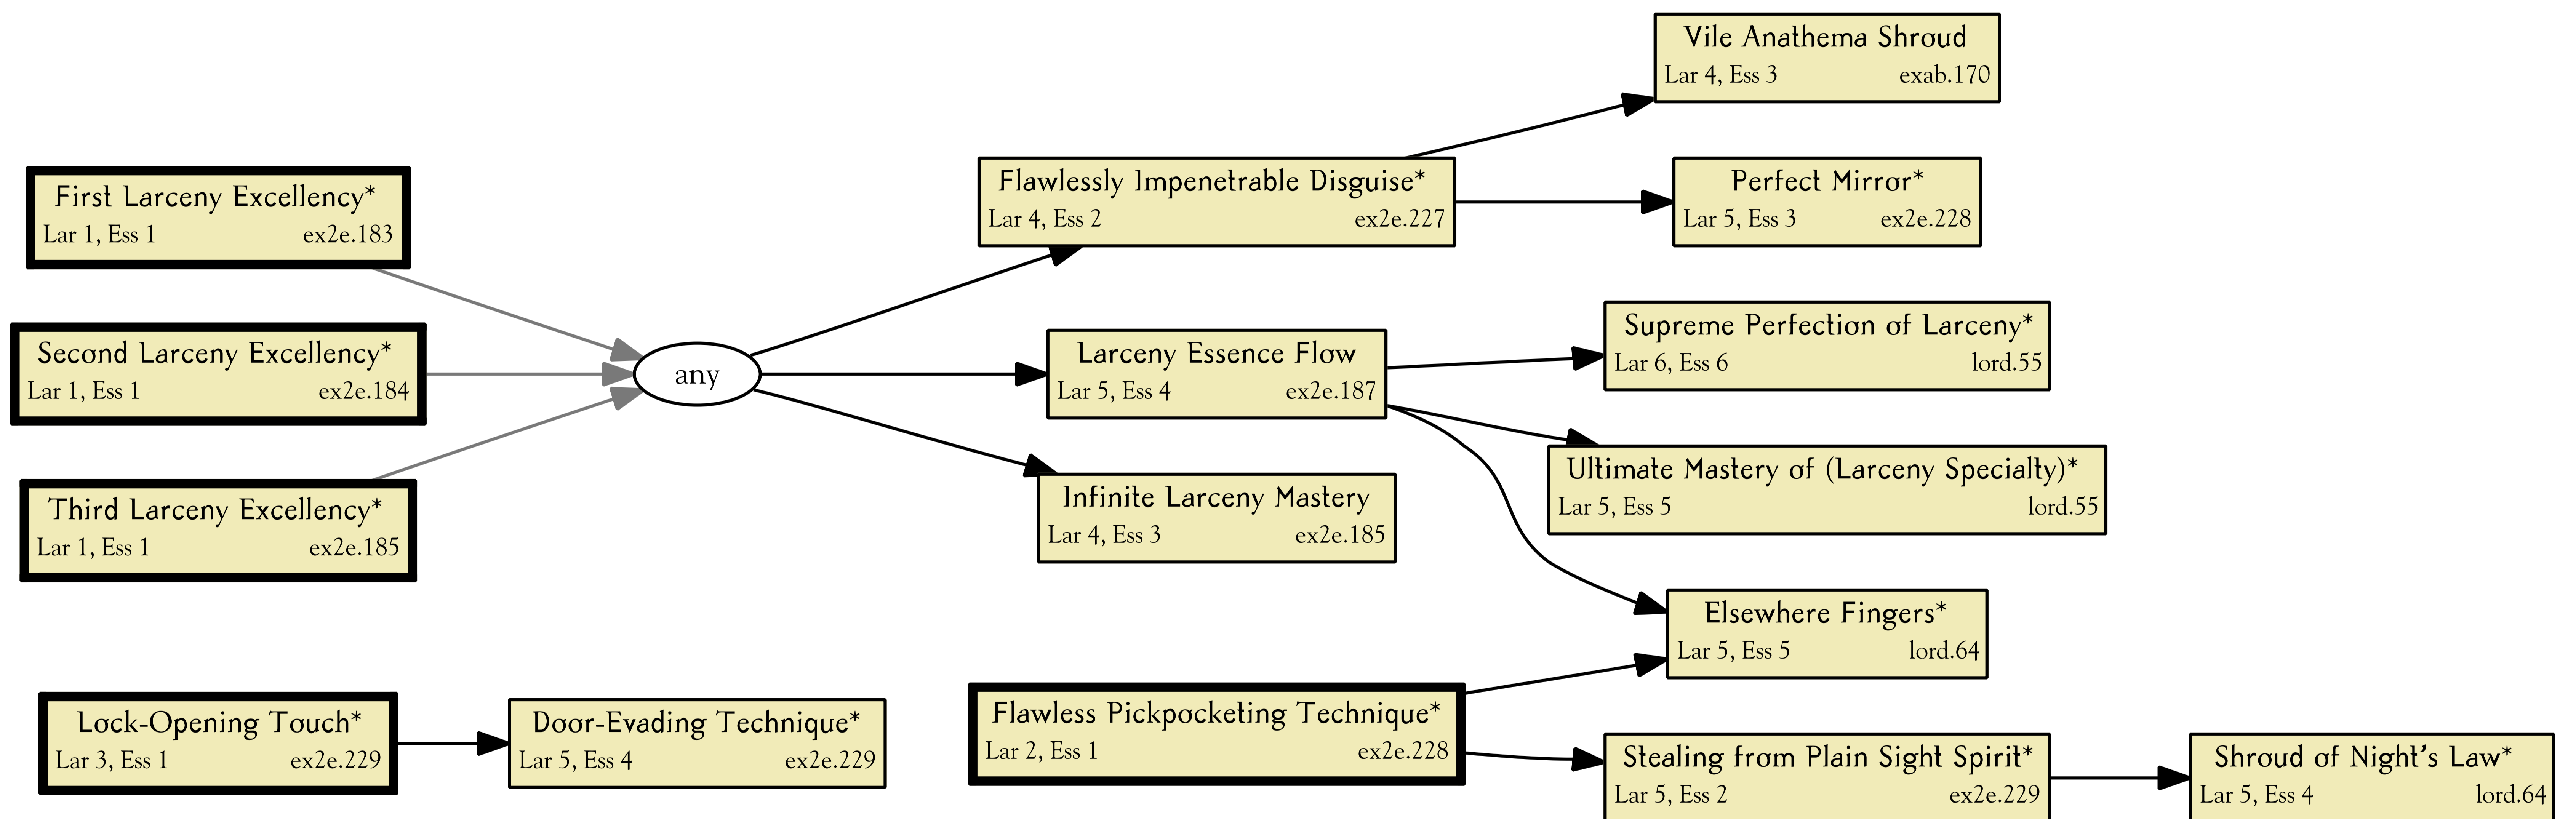 Vile Anathema Shroud
Lar 4, Ess 3 exab.170
First Larceny Excellency*
Lar 1, Ess 1 ex2e.183
Flawlessly Impenetrable Disguise*
Lar 4, Ess 2 ex2e.227
Perfect Mirror*
Lar 5, Ess 3 ex2e.228
Second Larceny Excellency*
Lar 1, Ess 1 ex2e.184
any
Larceny Essence Flow
Lar 5, Ess 4 ex2e.187
Supreme Perfection of Larceny*
Lar 6, Ess 6 lord.55
Third Larceny Excellency*
Lar 1, Ess 1 ex2e.185
Infinite Larceny Mastery
Lar 4, Ess 3 ex2e.185
Ultimate Mastery of (Larceny Specialty)*
Lar 5, Ess 5 lord.55
Elsewhere Fingers*
Lar 5, Ess 5 lord.64
Lock-Opening Touch*
Lar 3, Ess 1 ex2e.229
Door-Evading Technique*
Lar 5, Ess 4 ex2e.229
Flawless Pickpocketing Technique*
Lar 2, Ess 1 ex2e.228
Stealing from Plain Sight Spirit*
Lar 5, Ess 2 ex2e.229
Shroud of Night's Law*
Lar 5, Ess 4 lord.64